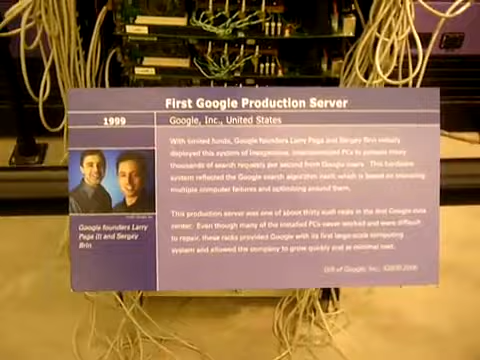 First Google Production Server
1999
Google, Inc., United States
With limited funds, Google founders Larry Page and Sergey Brin initially
deployed this system of inexpensive, interconnected PCs to process many
thousands of search requests per second from Google users. This hardware
system reflected the Google search algorithm itself, which is based on tolerating
multiple computer failures and optimizing around them.
This production server was one of about thirty such racks in the first Google data
center. Even though many of the installed PCs never worked and were difficult
to repair, these racks provided Google with its first large-scale computing
system and allowed the company to grow quickly and at minimal cost.
Google founders Larry
Page (l) and Sergey
Brin
Gift of Google, Inc.